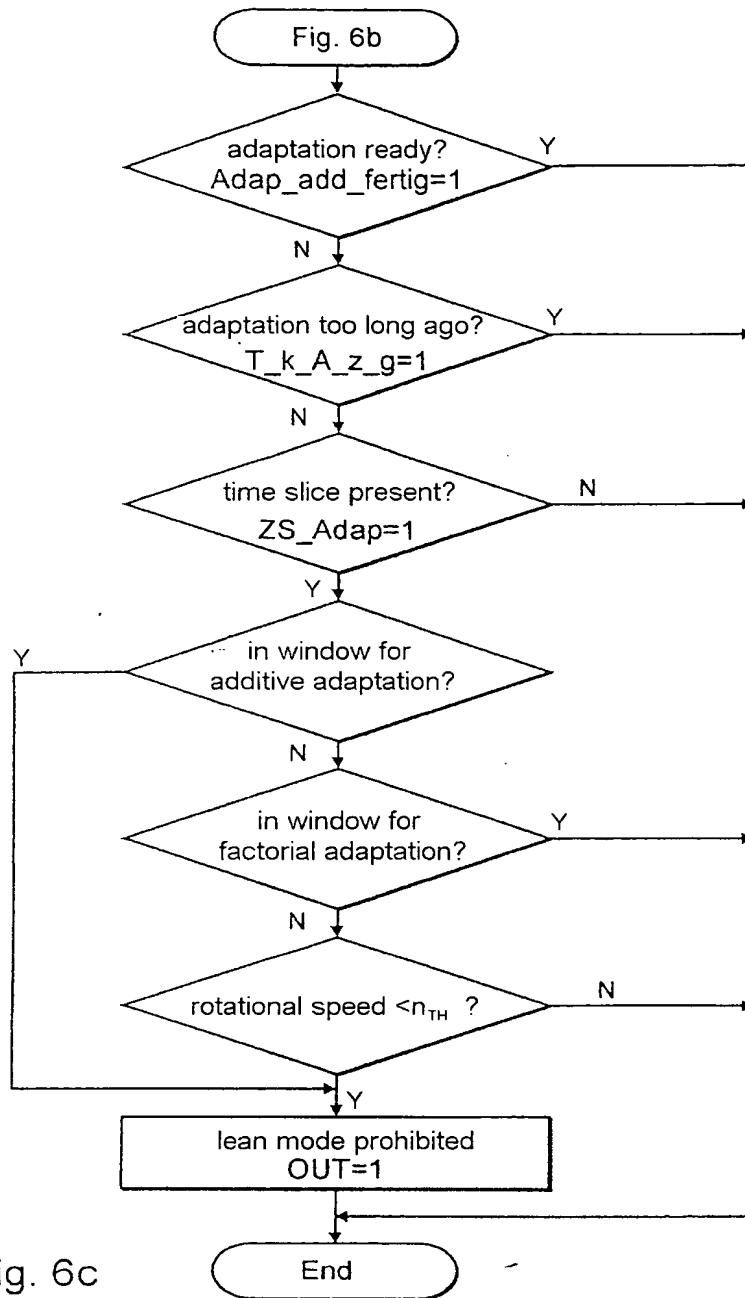 Fig. 6b
adaptation ready?
Adap_add_fertig=1
Y
N
adaptation too long ago?
T_k_A_z_g=1
Y
N
time slice present?
ZS_Adap=1
N
Y
in window for
additive adaptation?
Y
N
in window for
factorial adaptation?
Y
N
rotational speed <nTH ?
N
Y
lean mode prohibited
OUT=1
End
ig. 6c